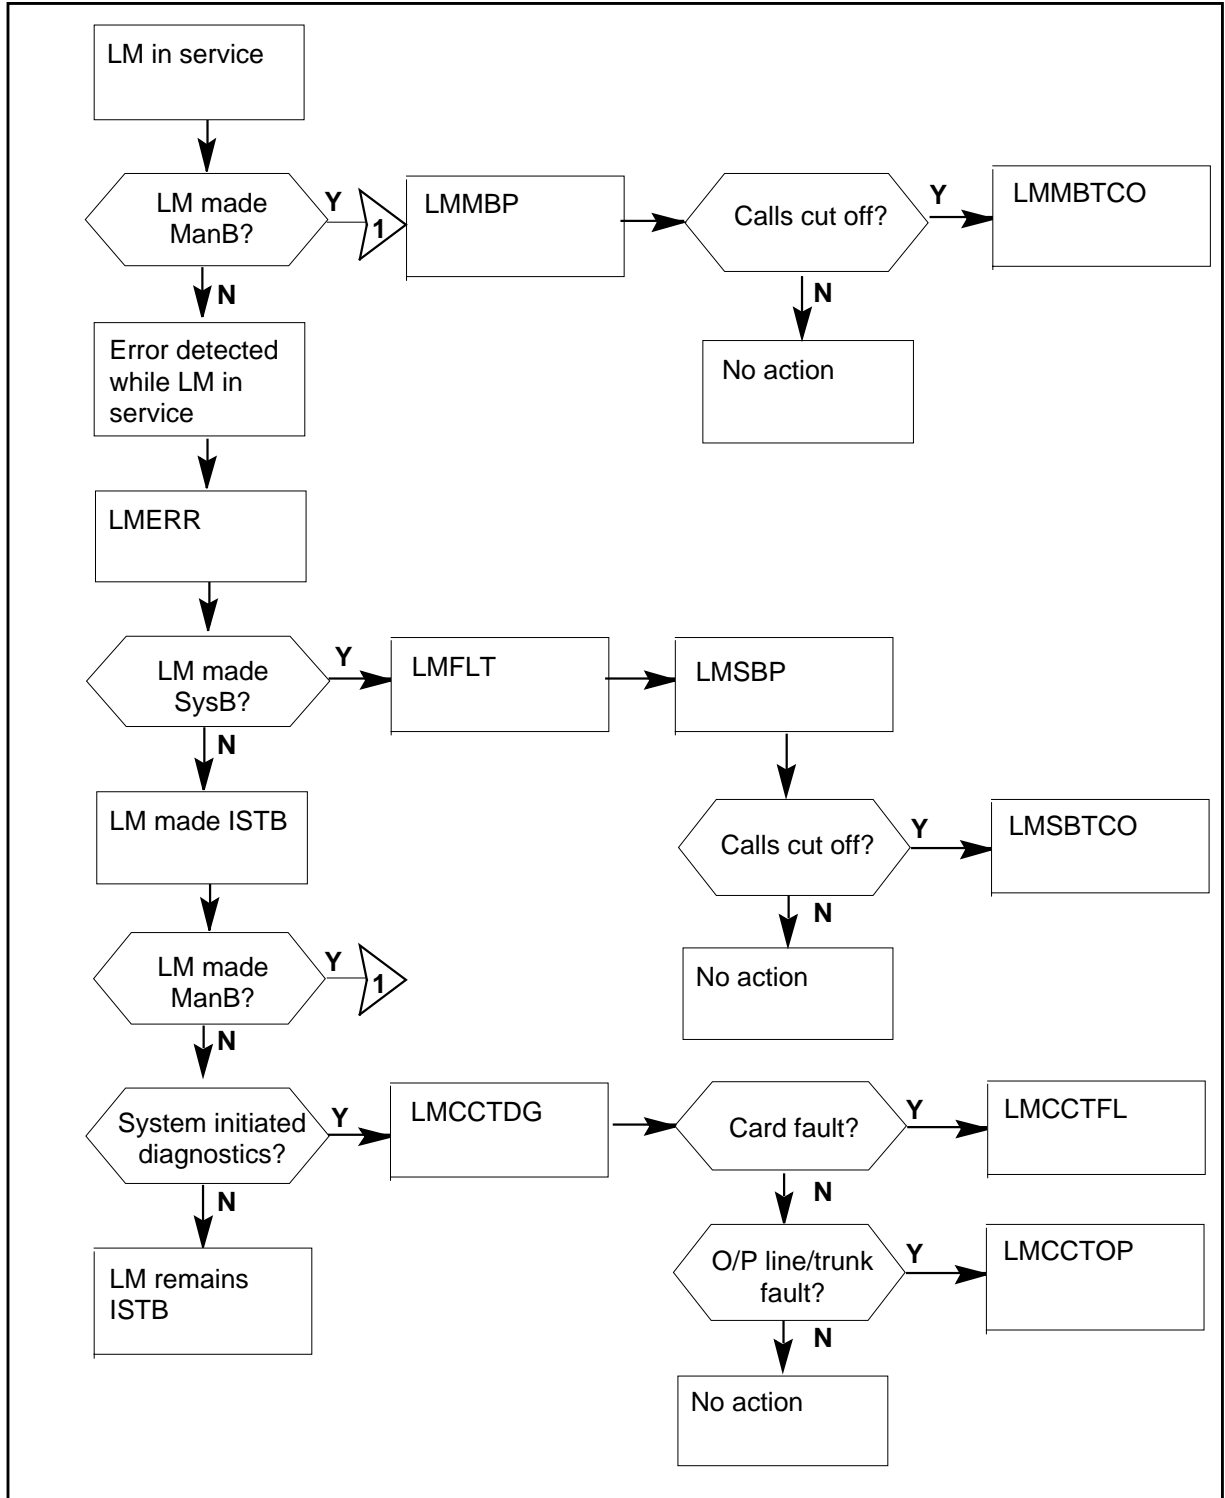 LM in service
LM made
ManB?
Y
1
LMMBP
Calls cut off?
Y
LMMBTCO
N
N
Error detected
while LM in
service
No action
LMERR
LM made
SysB?
Y
LMFLT
LMSBP
N
LM made ISTB
Calls cut off?
Y
LMSBTCO
N
LM made
ManB?
Y
1
No action
N
System initiated
diagnostics?
Y
LMCCTDG
Card fault?
Y
LMCCTFL
N
N
LM remains
ISTB
O/P line/trunk
fault?
Y
LMCCTOP
N
No action